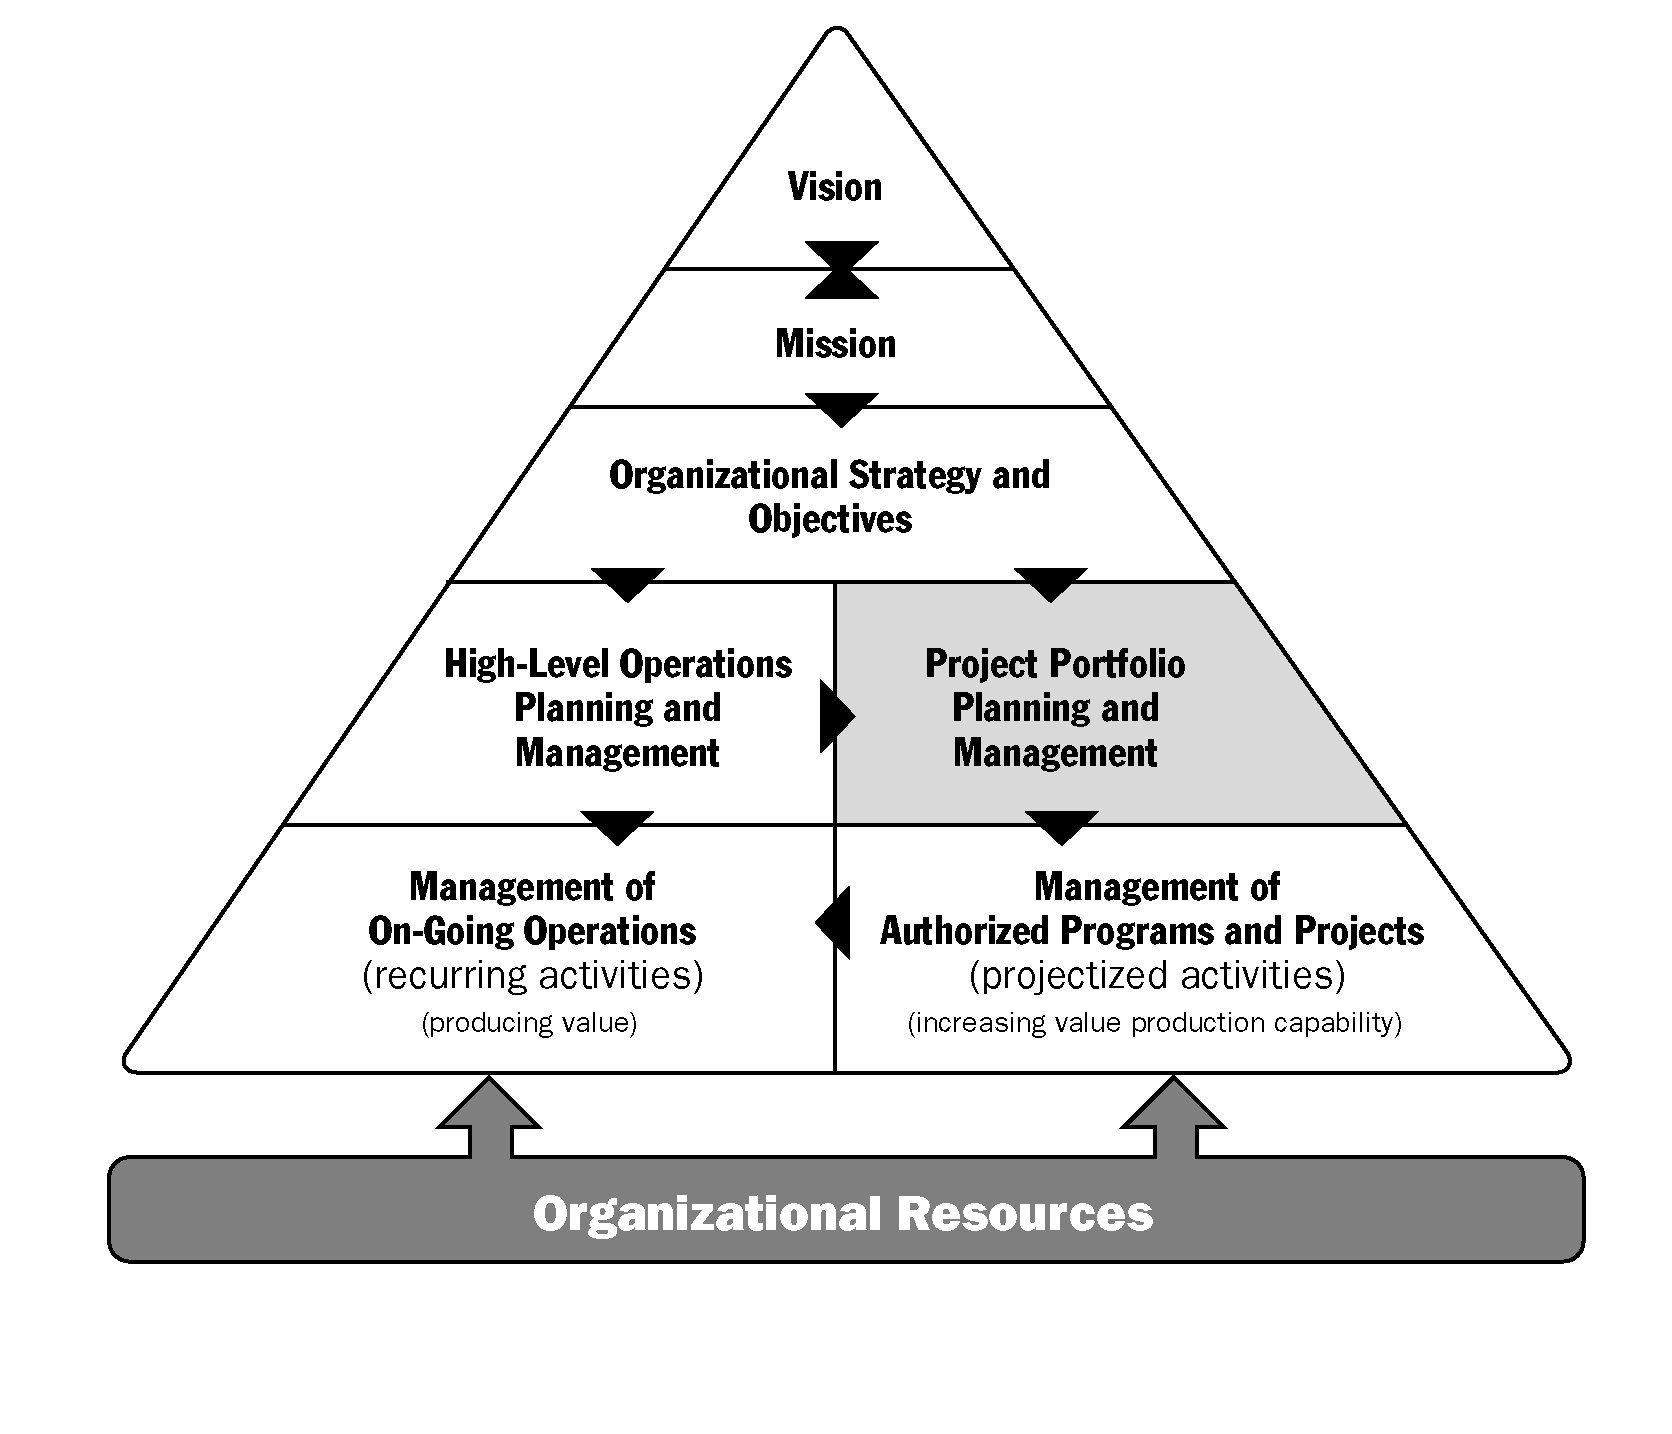 Vision
Mission
Organizational Strategy and
Objectives
High-Level Operations
Planning and
Management
Project Portfolio
Planning and
Management
Management of
On-Going Operations
(recurring activities)
(producing value)
Management of
Authorized Programs and Projects
(projectized activities)
(increasing value production capability)
Organizational Resources